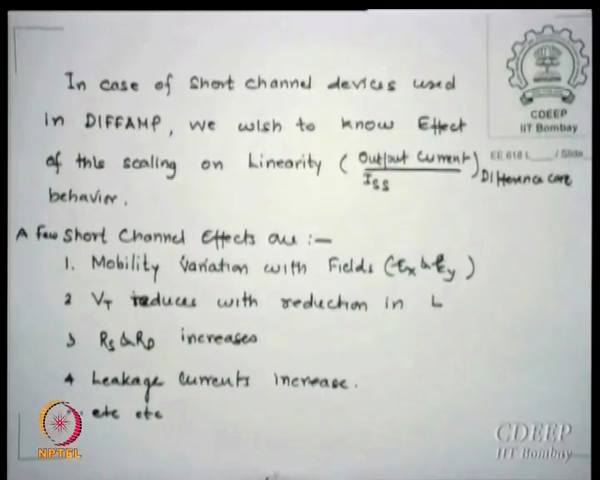 In case of short channel devices used
in DIFFAMP, we wish to know Effect
of this scaling on Linearity ( Output Current / ISS ) Difference case
behavior.
A Few Short Channel Effects are :-
1. Mobility Variation with Fields (Ex & Ey)
2 VT reduces with reduction in L
3 RS & RD increases
4 Leakage Currents increase.
etc etc
CDEEP
IIT Bombay
EE 618 L___ / Slide
NPTEL
CDEEP
IIT Bombay